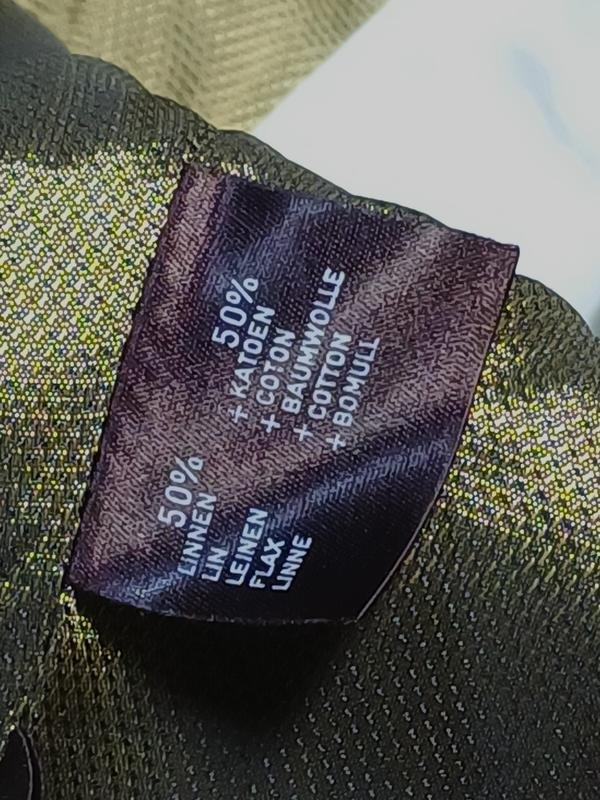 50% 50%
LINNEN + KATOEN
LIN + COTON
LEINEN + BAUMWOLLE
FLAX + COTTON
LINNE + BOMULL